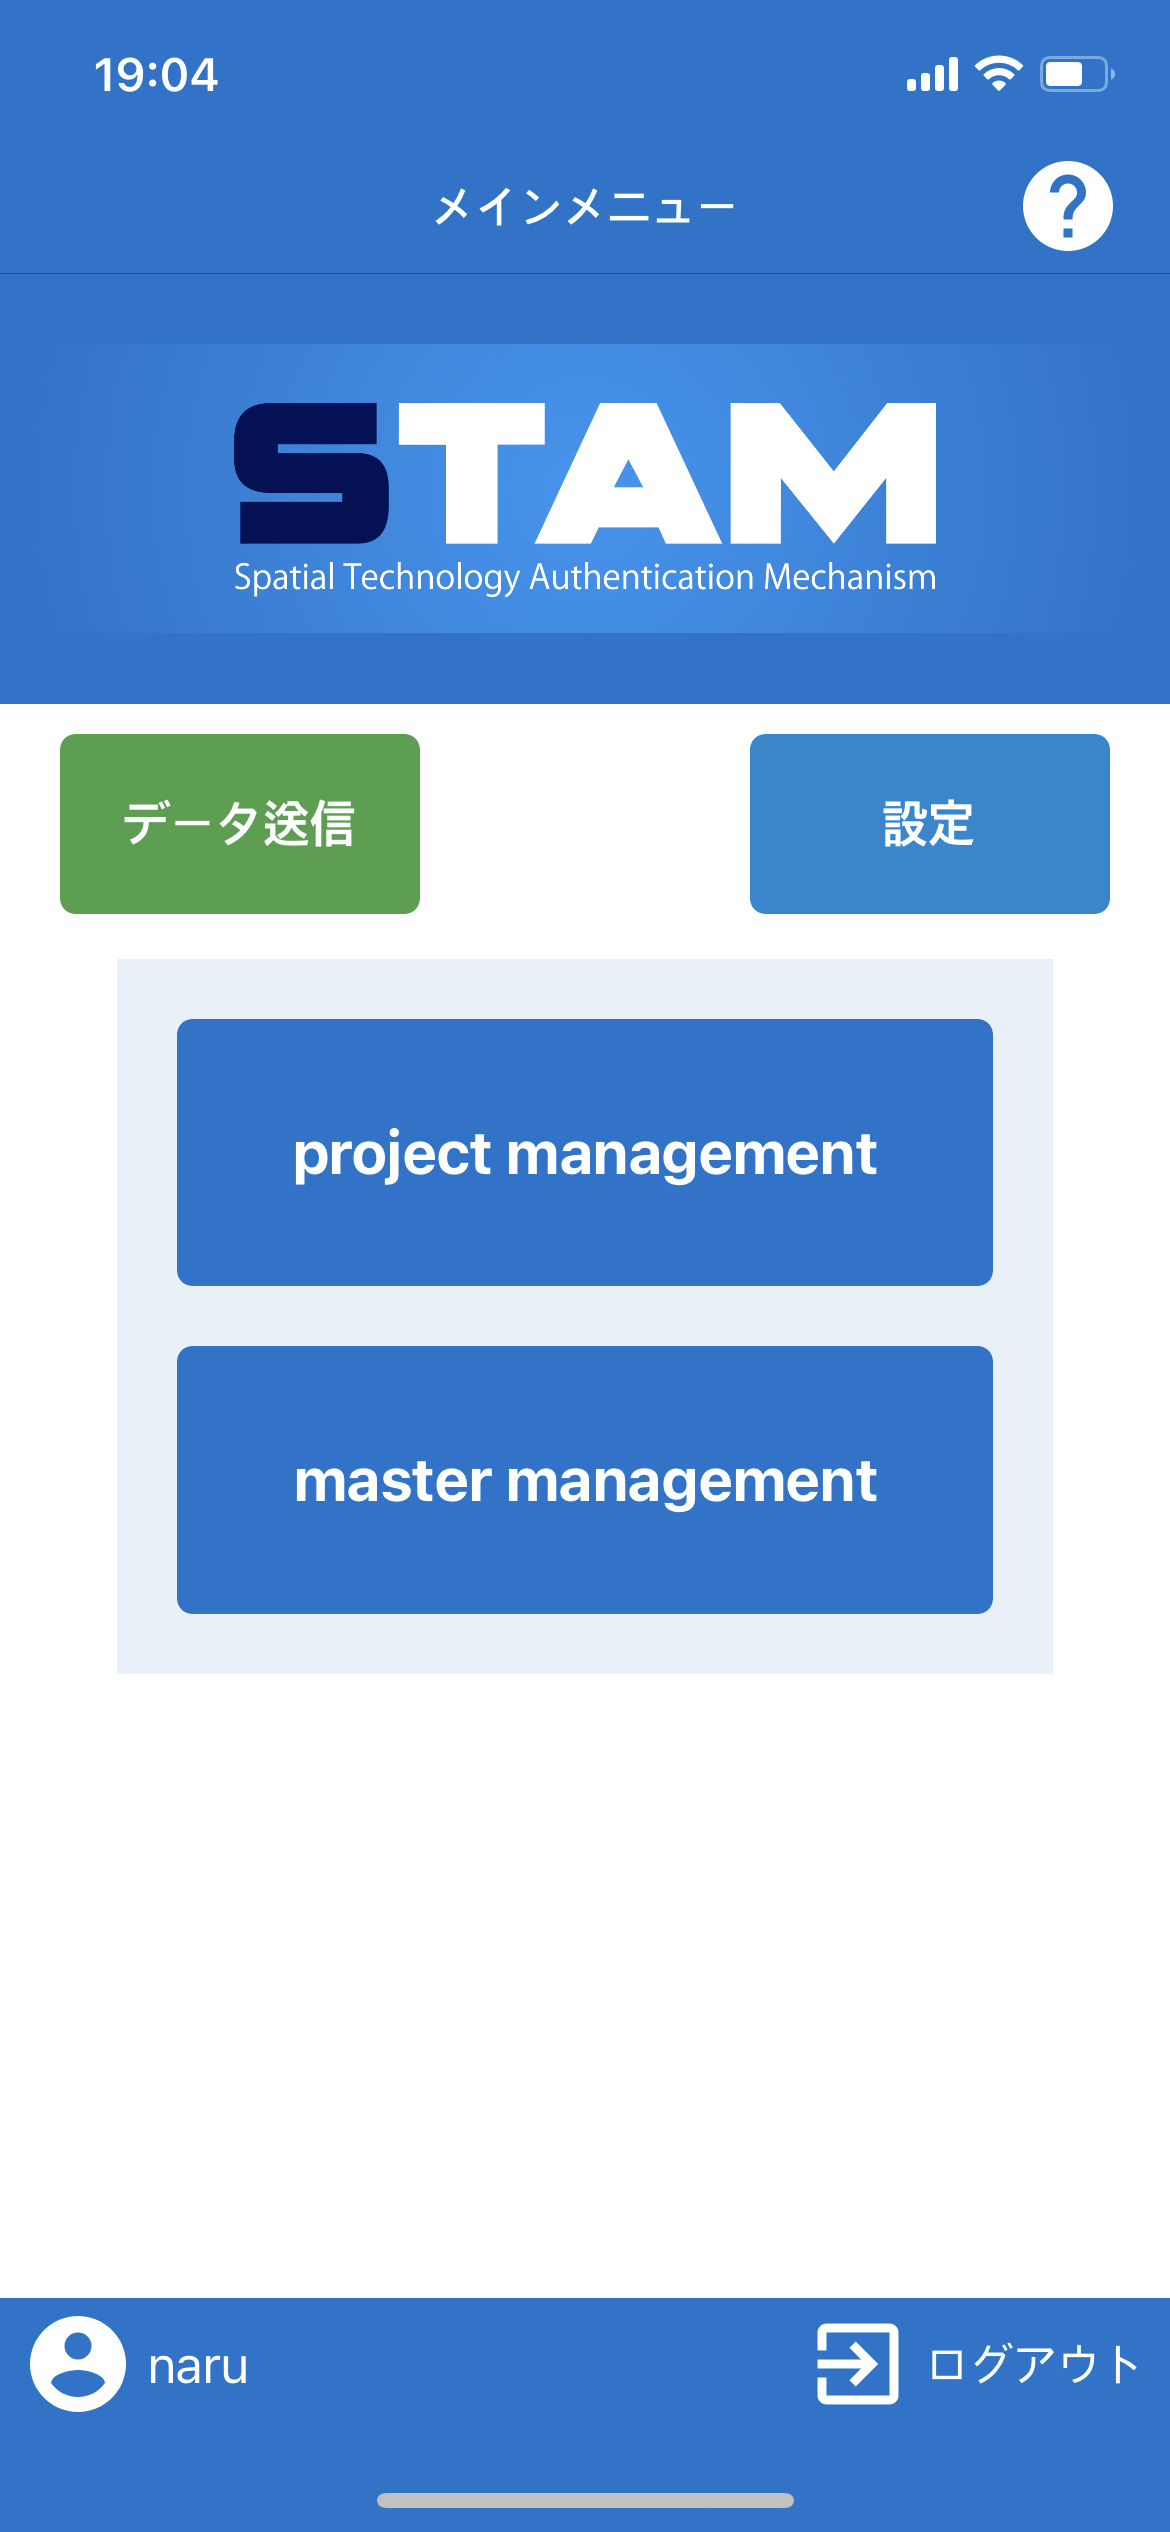 19:04
メインメニュー
STAM
Spatial Technology Authentication Mechanism
データ送信
設定
project management
master management
naru
ログアウト